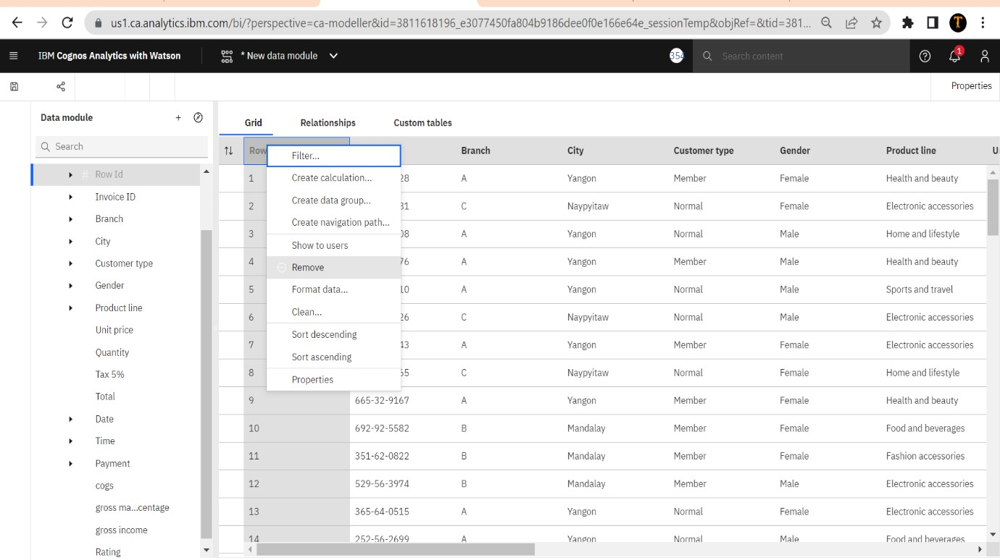 us1.ca.analytics.ibm.com/bi/?perspective=ca-modeller&id=3811618196_e3077450fa804b9186dee0f0e166e64e_sessionTemp&objRef=&tid=381...
T
IBM Cognos Analytics with Watson
* New data module
354
Search content
1
Properties
Data module
Search
# Row Id
Invoice ID
Branch
City
Customer type
Gender
Product line
Unit price
Quantity
Tax 5%
Total
Date
Time
Payment
cogs
gross ma...centage
gross income
Rating
Grid Relationships Custom tables
Row Branch City Customer type Gender Product line
Filter...
Create calculation...
Create data group...
Create navigation path...
Show to users
Remove
Format data...
Clean...
Sort descending
Sort ascending
Properties
1 28 A Yangon Member Female Health and beauty
2 31 C Naypyitaw Normal Female Electronic accessories
3 08 A Yangon Normal Male Home and lifestyle
4 76 A Yangon Member Male Health and beauty
5 10 A Yangon Normal Male Sports and travel
6 26 C Naypyitaw Normal Male Electronic accessories
7 43 A Yangon Member Female Electronic accessories
8 65 C Naypyitaw Normal Female Home and lifestyle
9 665-32-9167 A Yangon Member Female Health and beauty
10 692-92-5582 B Mandalay Member Female Food and beverages
11 351-62-0822 B Mandalay Member Female Fashion accessories
12 529-56-3974 B Mandalay Member Male Electronic accessories
13 365-64-0515 A Yangon Normal Female Electronic accessories
14 252-56-2699 A Yangon Normal Male Food and beverages